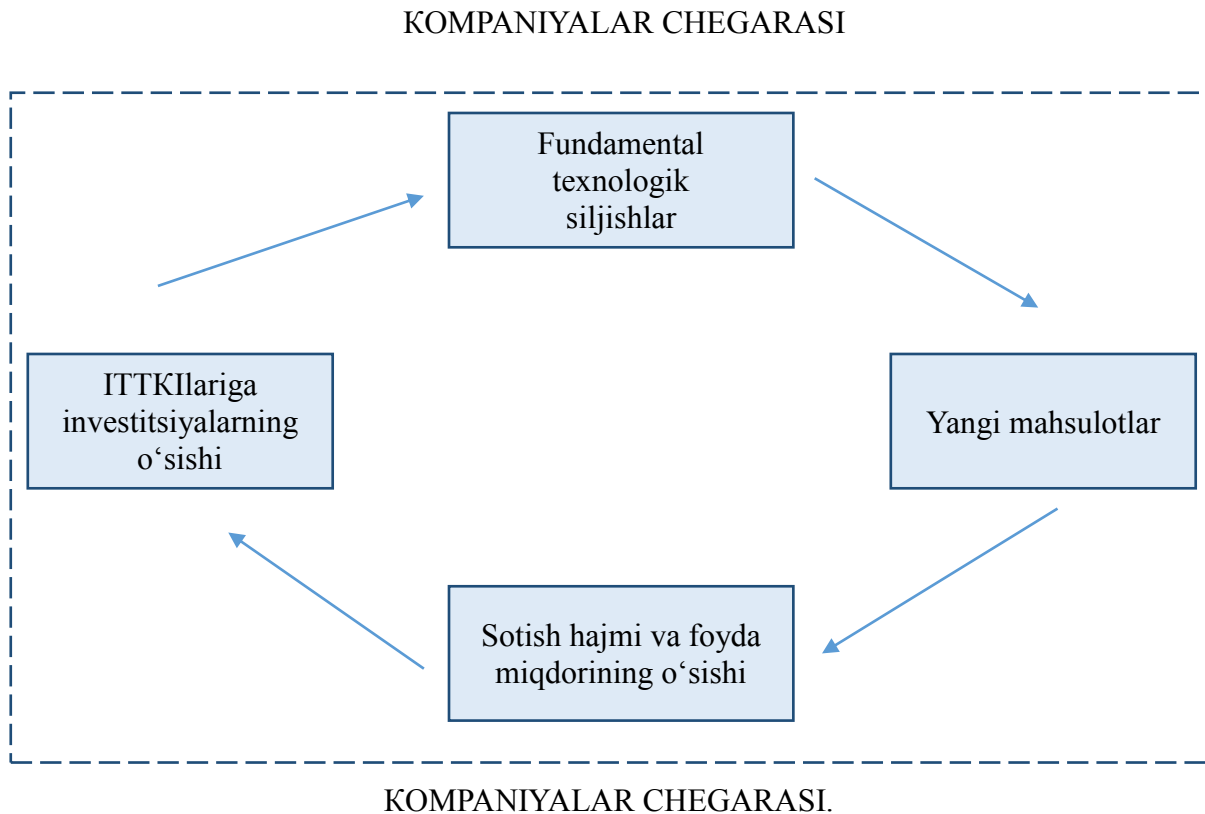 KOMPANIYALAR CHEGARASI
Fundamental
texnologik
siljishlar
ITTKIlariga
investitsiyalarning
o‘sishi
Yangi mahsulotlar
Sotish hajmi va foyda
miqdorining o‘sishi
KOMPANIYALAR CHEGARASI.